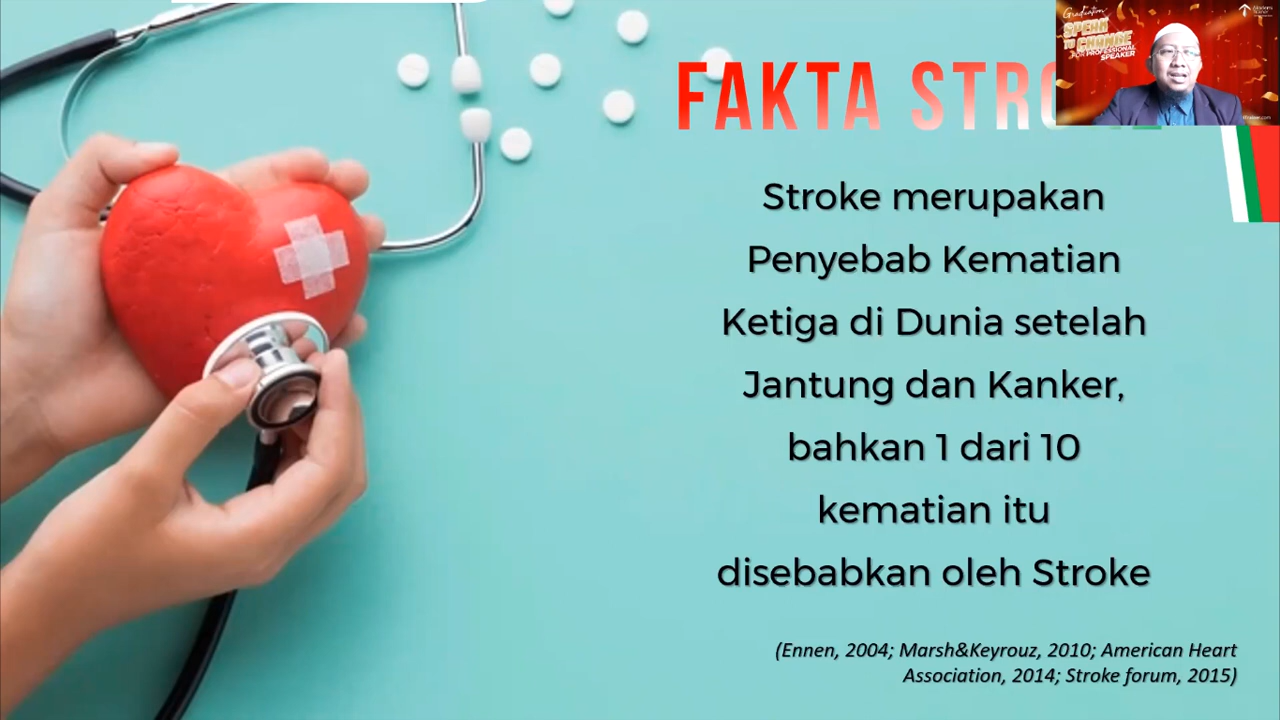 FAKTA STRO
Stroke merupakan
Penyebab Kematian
Ketiga di Dunia setelah
Jantung dan Kanker,
bahkan 1 dari 10
kematian itu
disebabkan oleh Stroke
(Ennen, 2004; Marsh&Keyrouz, 2010; American Heart
Association, 2014; Stroke forum, 2015)
Graduation
SPEAK
TO CHANGE
FOR PROFESSIONAL
SPEAKER